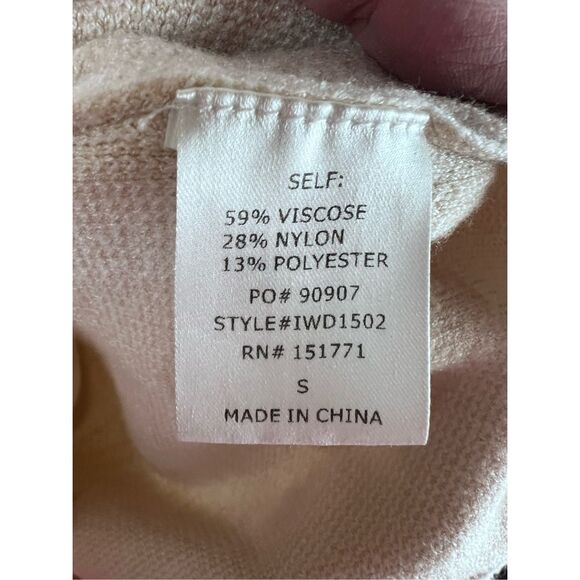 SELF:
59% VISCOSE
28% NYLON
13% POLYESTER
PO# 90907
STYLE#IWD1502
RN# 151771
S
MADE IN CHINA